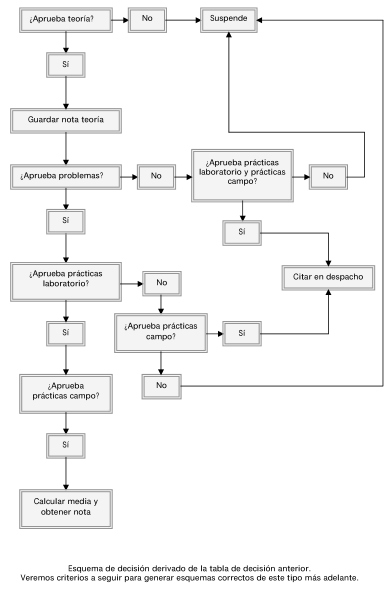 ¿Aprueba teoría?
No
Suspende
Sí
Guardar nota teoría
¿Aprueba problemas?
No
¿Aprueba prácticas
laboratorio y prácticas
campo?
No
Sí
Sí
Citar en despacho
¿Aprueba prácticas
laboratorio?
No
¿Aprueba prácticas
campo?
Sí
Sí
No
¿Aprueba
prácticas campo?
Sí
Calcular media y
obtener nota
Esquema de decisión derivado de la tabla de decisión anterior.
Veremos criterios a seguir para generar esquemas correctos de este tipo más adelante.